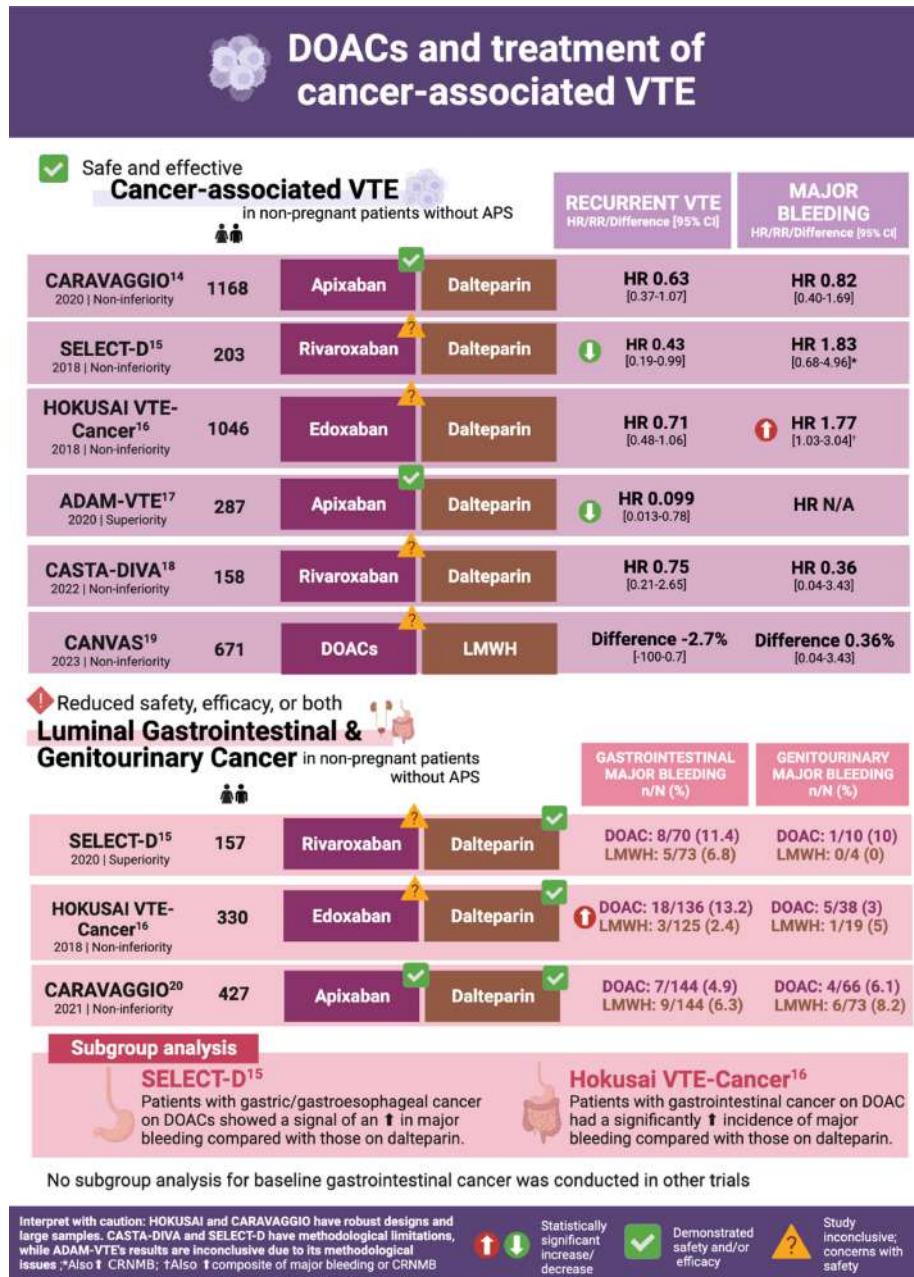 DOACs and treatment of
cancer-associated VTE
Safe and effective
Cancer-associated VTE
in non-pregnant patients without APS
RECURRENT VTE
HR/RR/Difference [95% CI]
MAJOR
BLEEDING
HR/RR/Difference [95% CI]
CARAVAGGIO14
2020 | Non-inferiority
1168
Apixaban
Dalteparin
HR 0.63
[0.37-1.07]
HR 0.82
[0.40-1.69]
SELECT-D15
2018 | Non-inferiority
203
Rivaroxaban
?
Dalteparin
HR 0.43
[0.19-0.99]
HR 1.83
[0.68-4.96]*
HOKUSAI VTE-
Cancer16
2018 | Non-inferiority
1046
Edoxaban
?
Dalteparin
HR 0.71
[0.48-1.06]
HR 1.77
[1.03-3.04]†
ADAM-VTE17
2020 | Superiority
287
Apixaban
Dalteparin
HR 0.099
[0.013-0.78]
HR N/A
CASTA-DIVA18
2022 | Non-inferiority
158
Rivaroxaban
?
Dalteparin
HR 0.75
[0.21-2.65]
HR 0.36
[0.04-3.43]
CANVAS19
2023 | Non-inferiority
671
DOACs
?
LMWH
Difference -2.7%
[-100-0.7]
Difference 0.36%
[0.04-3.43]
! Reduced safety, efficacy, or both
Luminal Gastrointestinal &
Genitourinary Cancer in non-pregnant patients
without APS
GASTROINTESTINAL
MAJOR BLEEDING
n/N (%)
GENITOURINARY
MAJOR BLEEDING
n/N (%)
SELECT-D15
2020 | Superiority
157
Rivaroxaban
?
Dalteparin
DOAC: 8/70 (11.4)
LMWH: 5/73 (6.8)
DOAC: 1/10 (10)
LMWH: 0/4 (0)
HOKUSAI VTE-
Cancer16
2018 | Non-inferiority
330
Edoxaban
?
Dalteparin
DOAC: 18/136 (13.2)
LMWH: 3/125 (2.4)
DOAC: 5/38 (3)
LMWH: 1/19 (5)
CARAVAGGIO20
2021 | Non-inferiority
427
Apixaban
Dalteparin
DOAC: 7/144 (4.9)
LMWH: 9/144 (6.3)
DOAC: 4/66 (6.1)
LMWH: 6/73 (8.2)
Subgroup analysis
SELECT-D15
Patients with gastric/gastroesophageal cancer
on DOACs showed a signal of an ⬆ in major
bleeding compared with those on dalteparin.
Hokusai VTE-Cancer16
Patients with gastrointestinal cancer on DOAC
had a significantly ⬆ incidence of major
bleeding compared with those on dalteparin.
No subgroup analysis for baseline gastrointestinal cancer was conducted in other trials
Interpret with caution: HOKUSAI and CARAVAGGIO have robust designs and
large samples. CASTA-DIVA and SELECT-D have methodological limitations,
while ADAM-VTE's results are inconclusive due to its methodological
issues ;*Also ⬆ CRNMB; †Also ⬆ composite of major bleeding or CRNMB
Statistically
significant
increase/
decrease
Demonstrated
safety and/or
efficacy
?
Study
inconclusive;
concerns with
safety